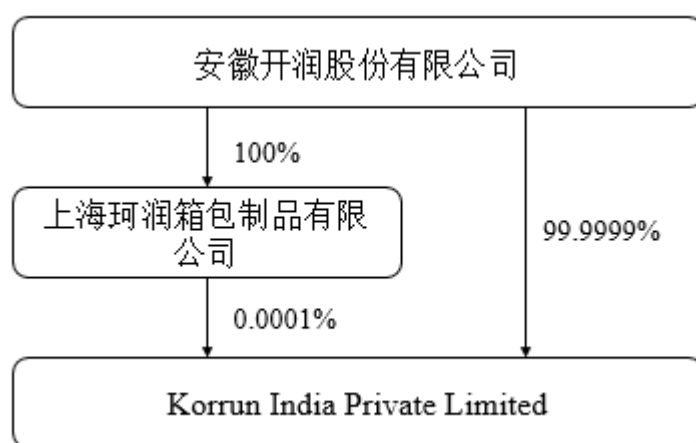 安徽开润股份有限公司
100%
上海珂润箱包制品有限
公司
99.9999%
0.0001%
Korrun India Private Limited